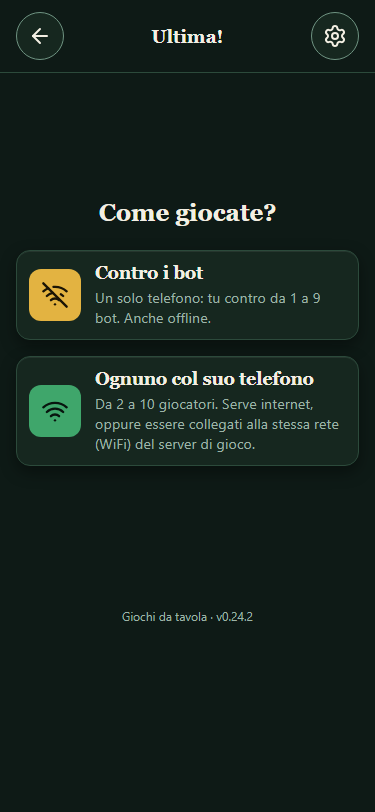 Ultima!
Come giocate?
Contro i bot
Un solo telefono: tu contro da 1 a 9
bot. Anche offline.
Ognuno col suo telefono
Da 2 a 10 giocatori. Serve internet,
oppure essere collegati alla stessa rete
(WiFi) del server di gioco.
Giochi da tavola · v0.24.2